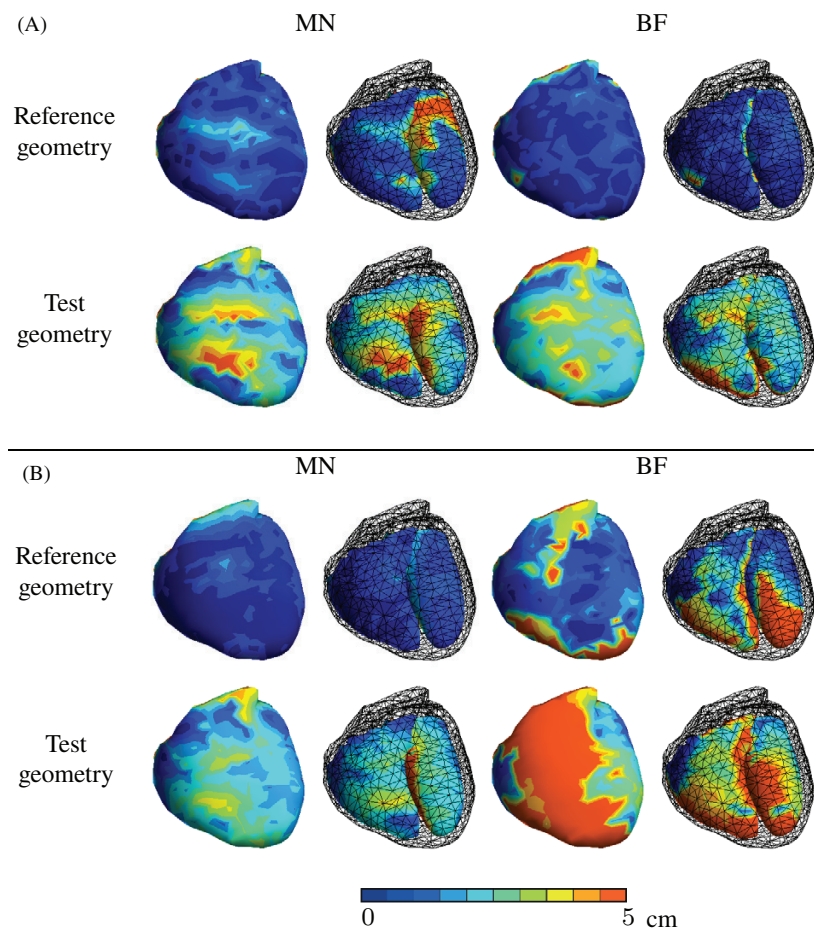 (A)
MN
BF
Reference
geometry
Test
geometry
(B)
MN
BF
Reference
geometry
Test
geometry
0
5 cm